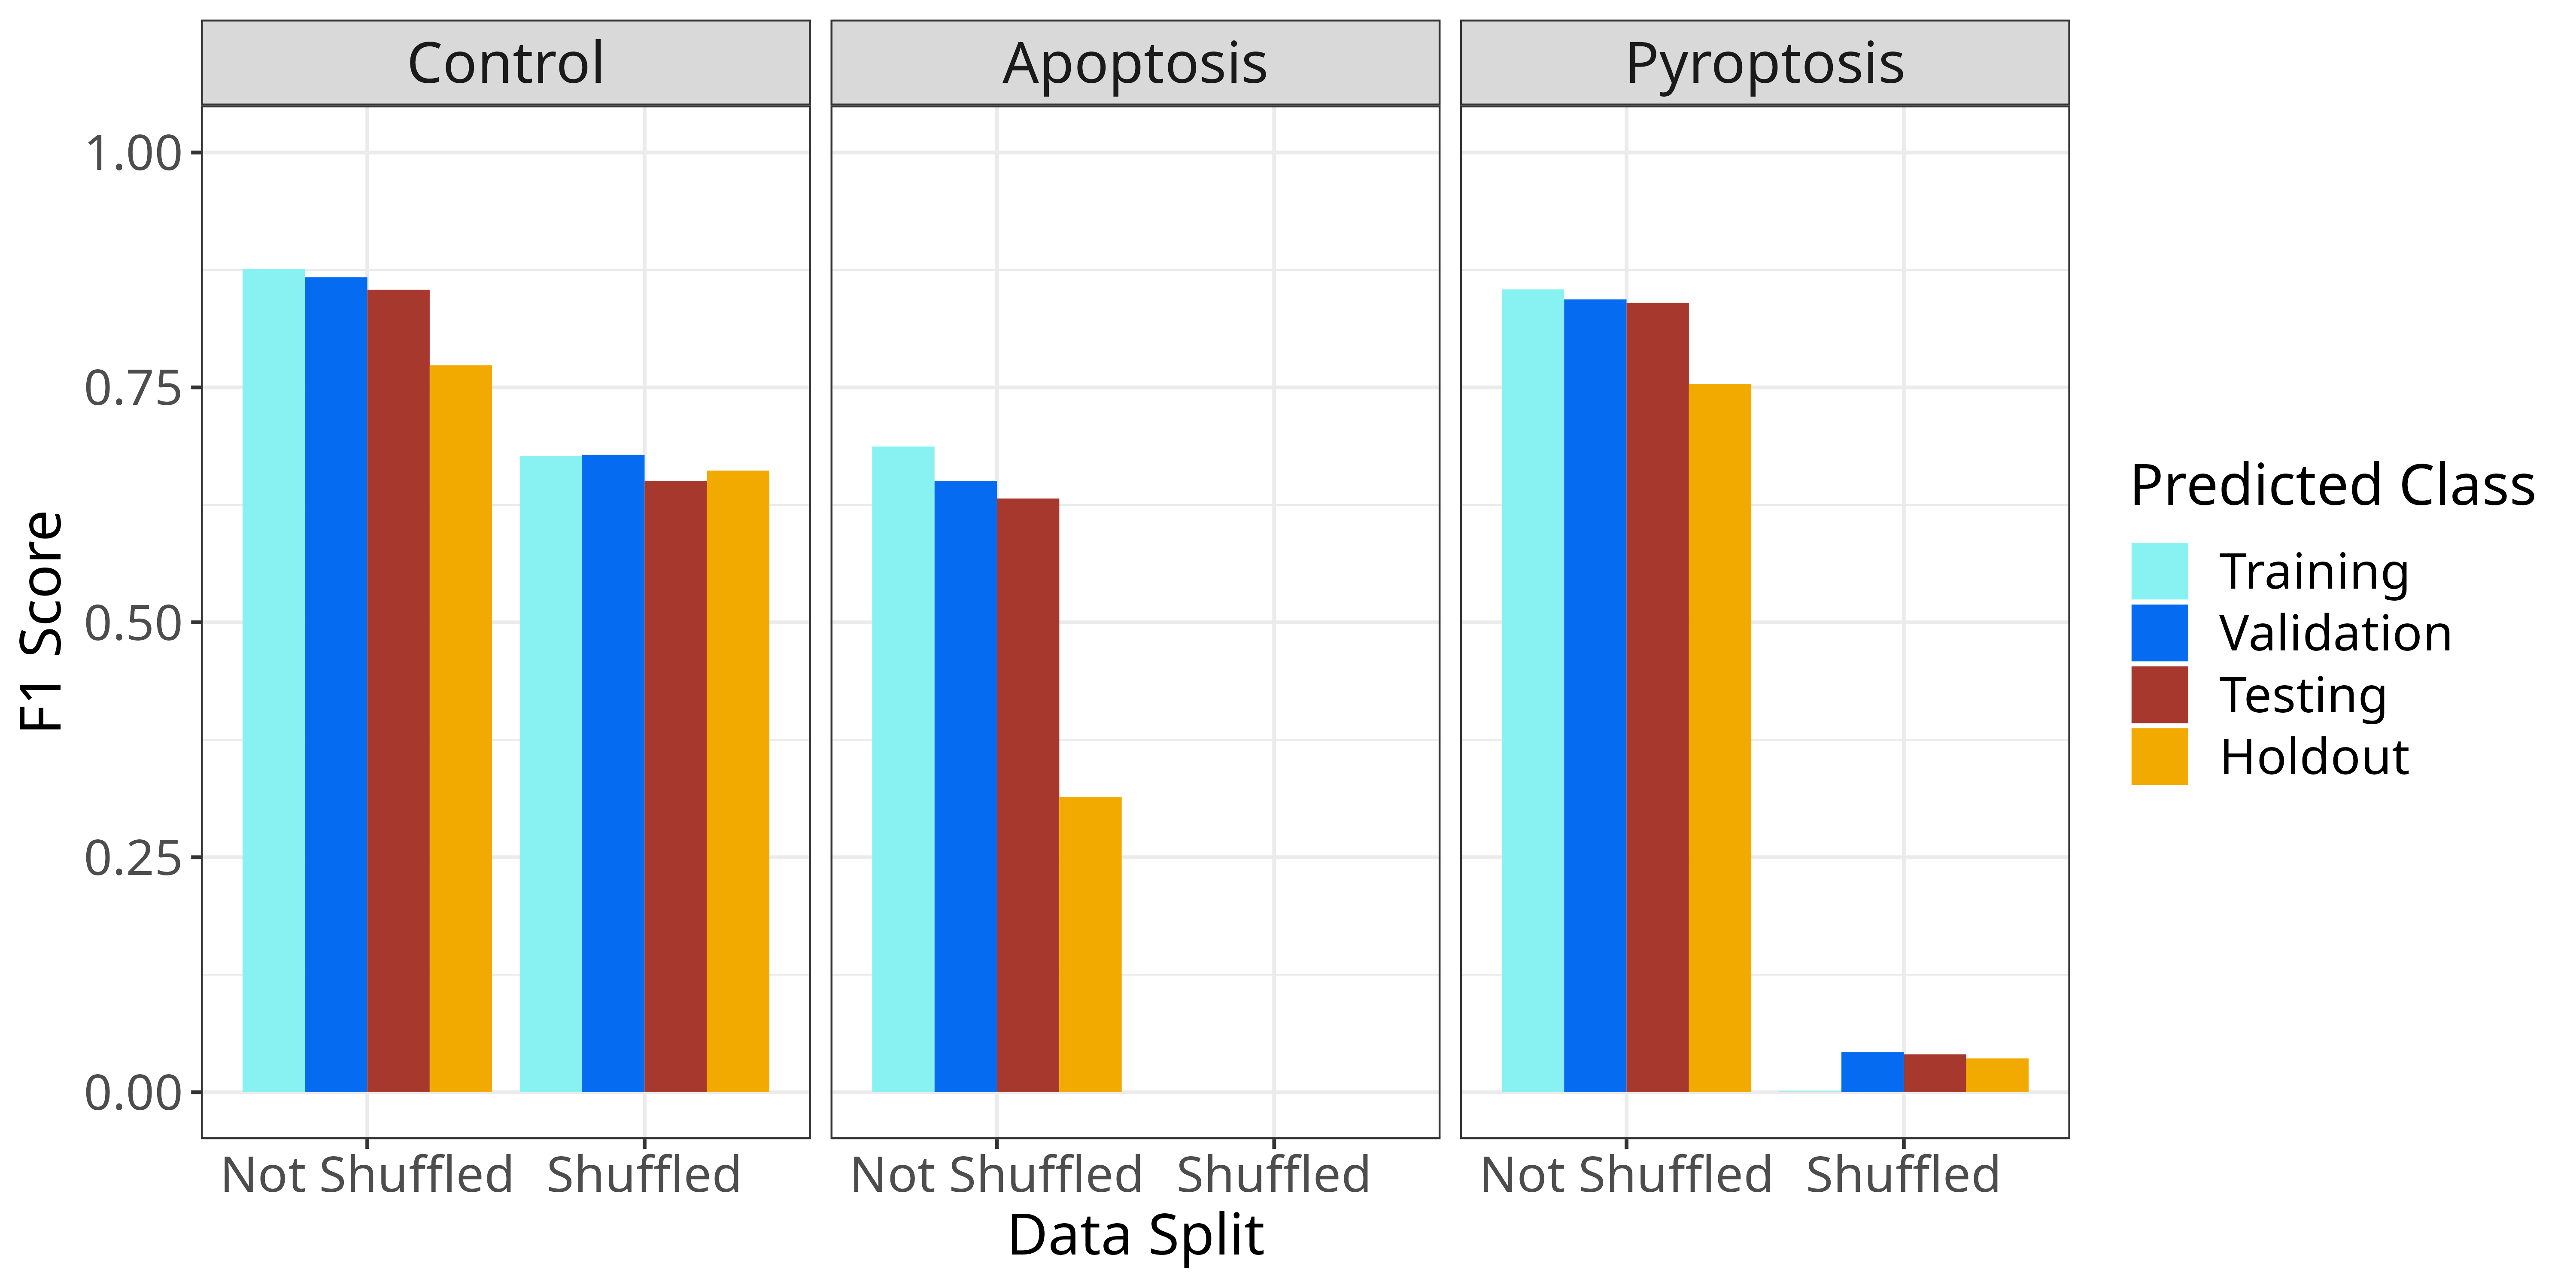 Control
Apoptosis
Pyroptosis
1.00
0.75
0.50
0.25
0.00
F1 Score
Not Shuffled
Shuffled
Not Shuffled
Shuffled
Not Shuffled
Shuffled
Data Split
Predicted Class
Training
Validation
Testing
Holdout